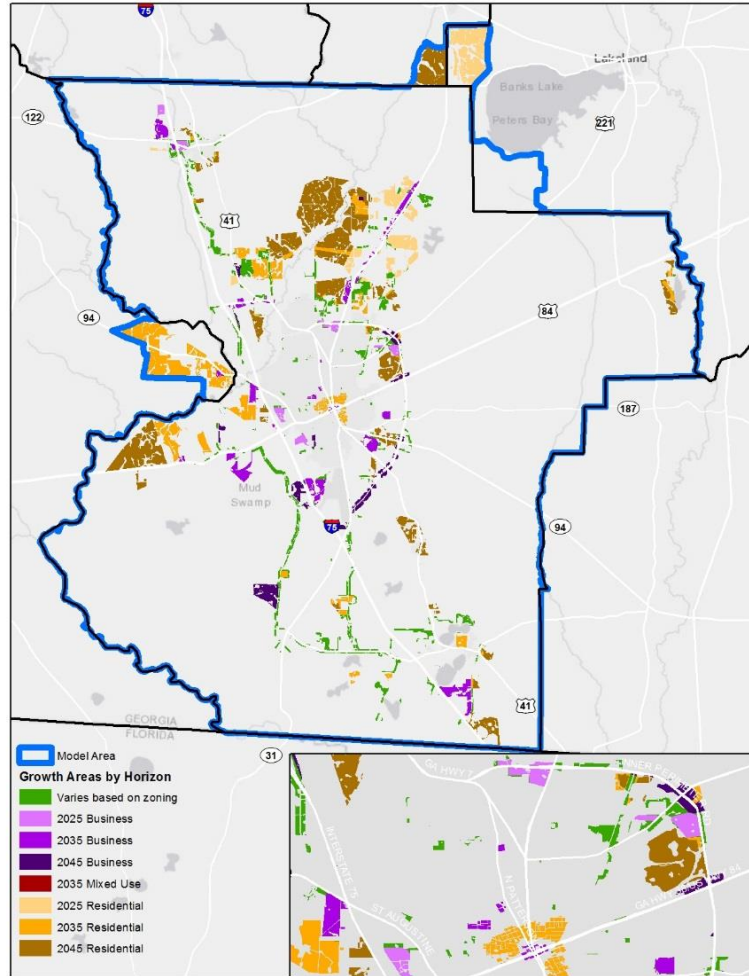 75
Lakeland
Banks Lake
Peters Bay
122
221
41
94
84
187
Mud
Swamp
75
94
41
GEORGIA
FLORIDA
31
Model Area
Growth Areas by Horizon
Varies based on zoning
2025 Business
2035 Business
2045 Business
2035 Mixed Use
2025 Residential
2035 Residential
2045 Residential
GA HWY 7
INTERSTATE 75
ST AUGUSTINE
GA HWY
84